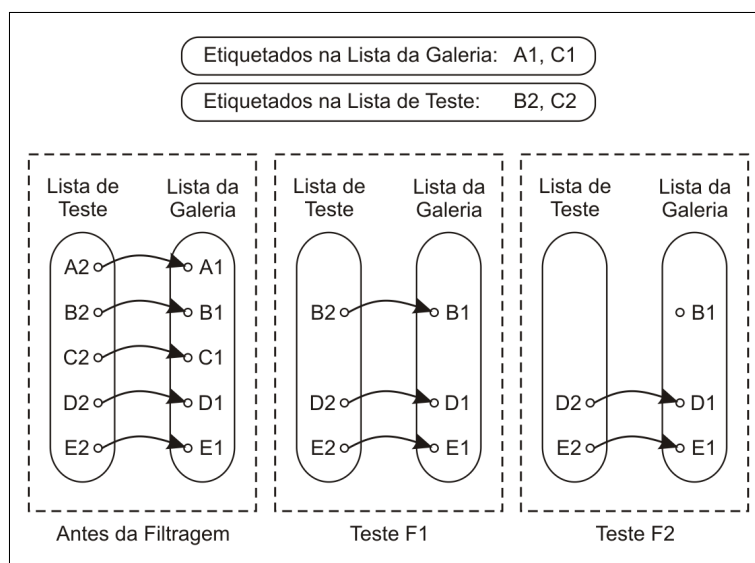 Etiquetados na Lista da Galeria: A1, C1
Etiquetados na Lista de Teste: B2, C2
Lista de Teste
Lista da Galeria
A2 A1
B2 B1
C2 C1
D2 D1
E2 E1
Antes da Filtragem
Lista de Teste
Lista da Galeria
B2 B1
D2 D1
E2 E1
Teste F1
Lista de Teste
Lista da Galeria
B1
D2 D1
E2 E1
Teste F2